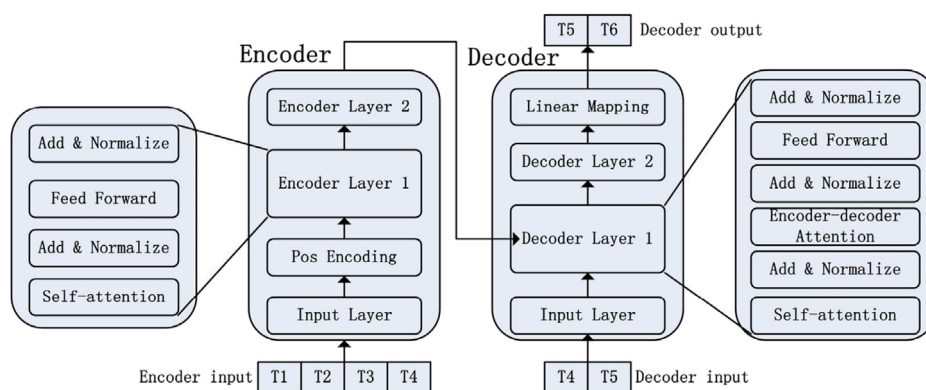 T5 T6 Decoder output
Encoder
Decoder
Add & Normalize
Feed Forward
Add & Normalize
Self-attention
Encoder Layer 2
Encoder Layer 1
Pos Encoding
Input Layer
Encoder input T1 T2 T3 T4
Linear Mapping
Decoder Layer 2
Decoder Layer 1
Input Layer
T4 T5 Decoder input
Add & Normalize
Feed Forward
Add & Normalize
Encoder-decoder
Attention
Add & Normalize
Self-attention